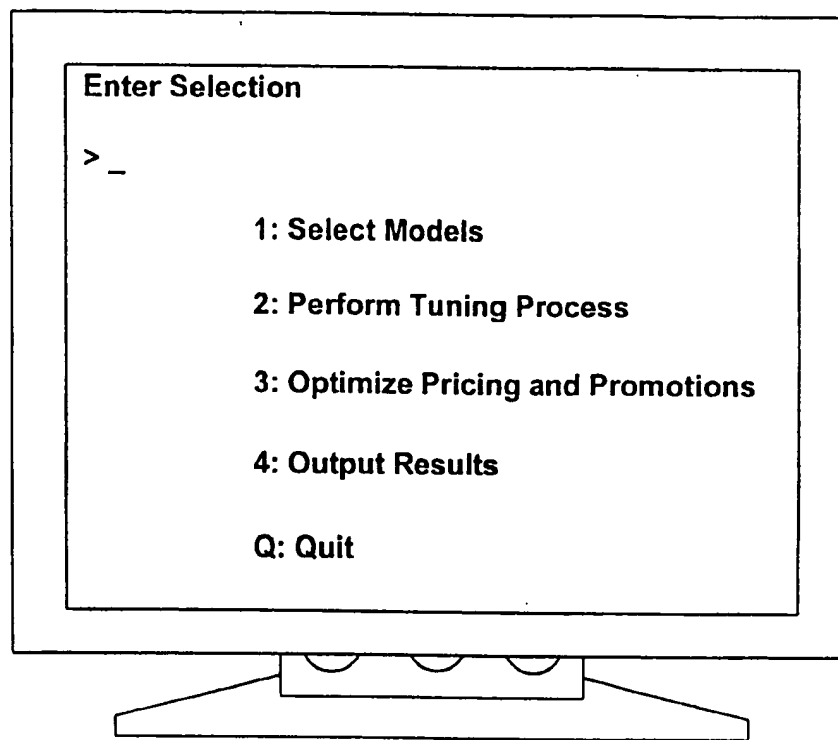 Enter Selection
> _
1: Select Models
2: Perform Tuning Process
3: Optimize Pricing and Promotions
4: Output Results
Q: Quit